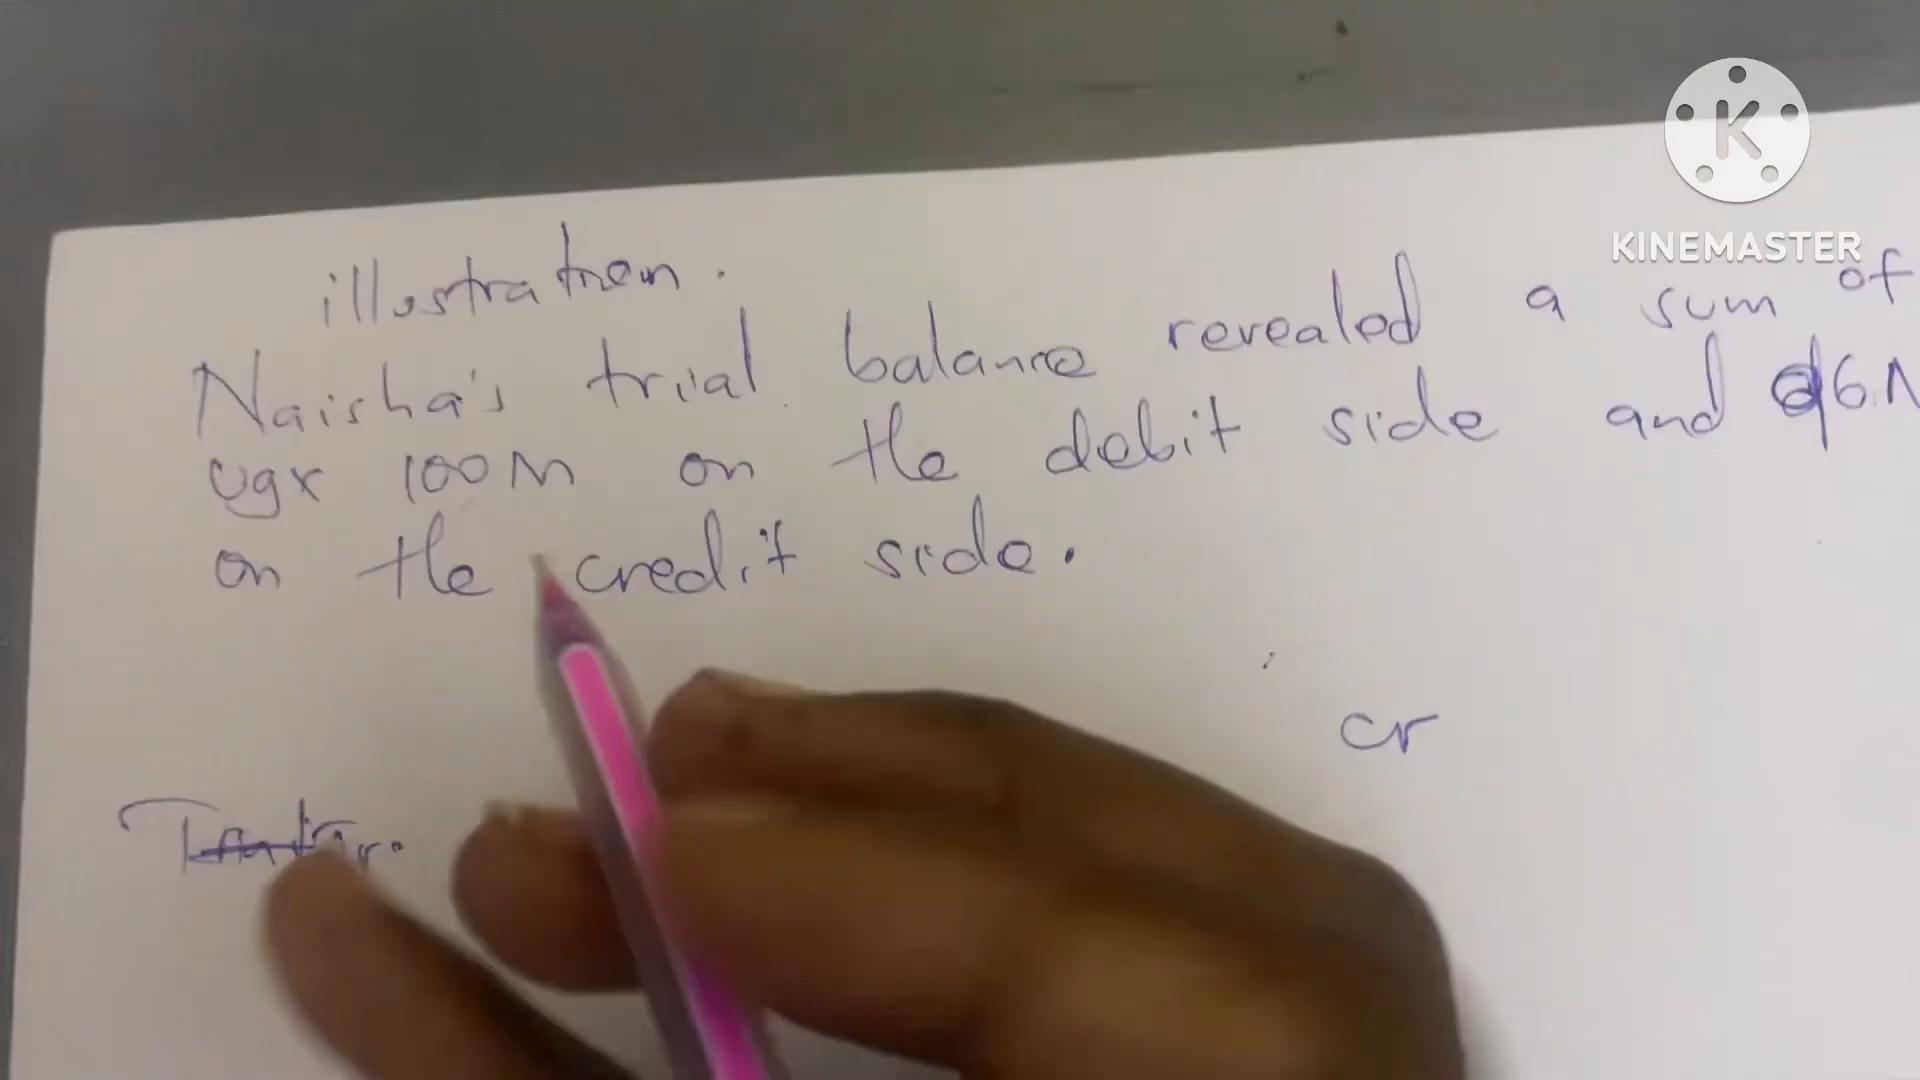 illustration.
Naisha's trial balance revealed a sum of
ugx 100M on the debit side and
on the credit side.
cr
K
KINEMASTER